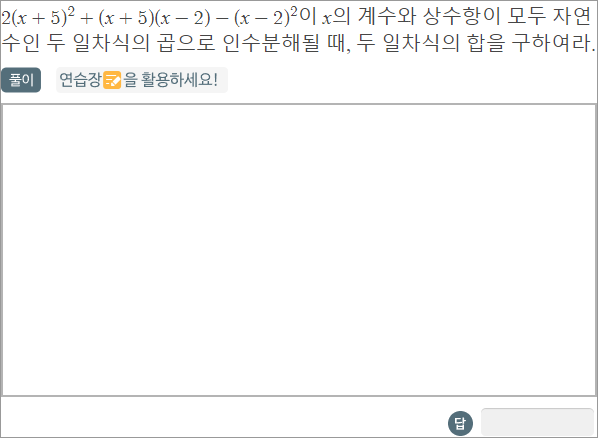 2(x + 5)² + (x + 5)(x − 2) − (x − 2)²이 x의 계수와 상수항이 모두 자연
수인 두 일차식의 곱으로 인수분해될 때, 두 일차식의 합을 구하여라.
풀이 연습장을 활용하세요!
답